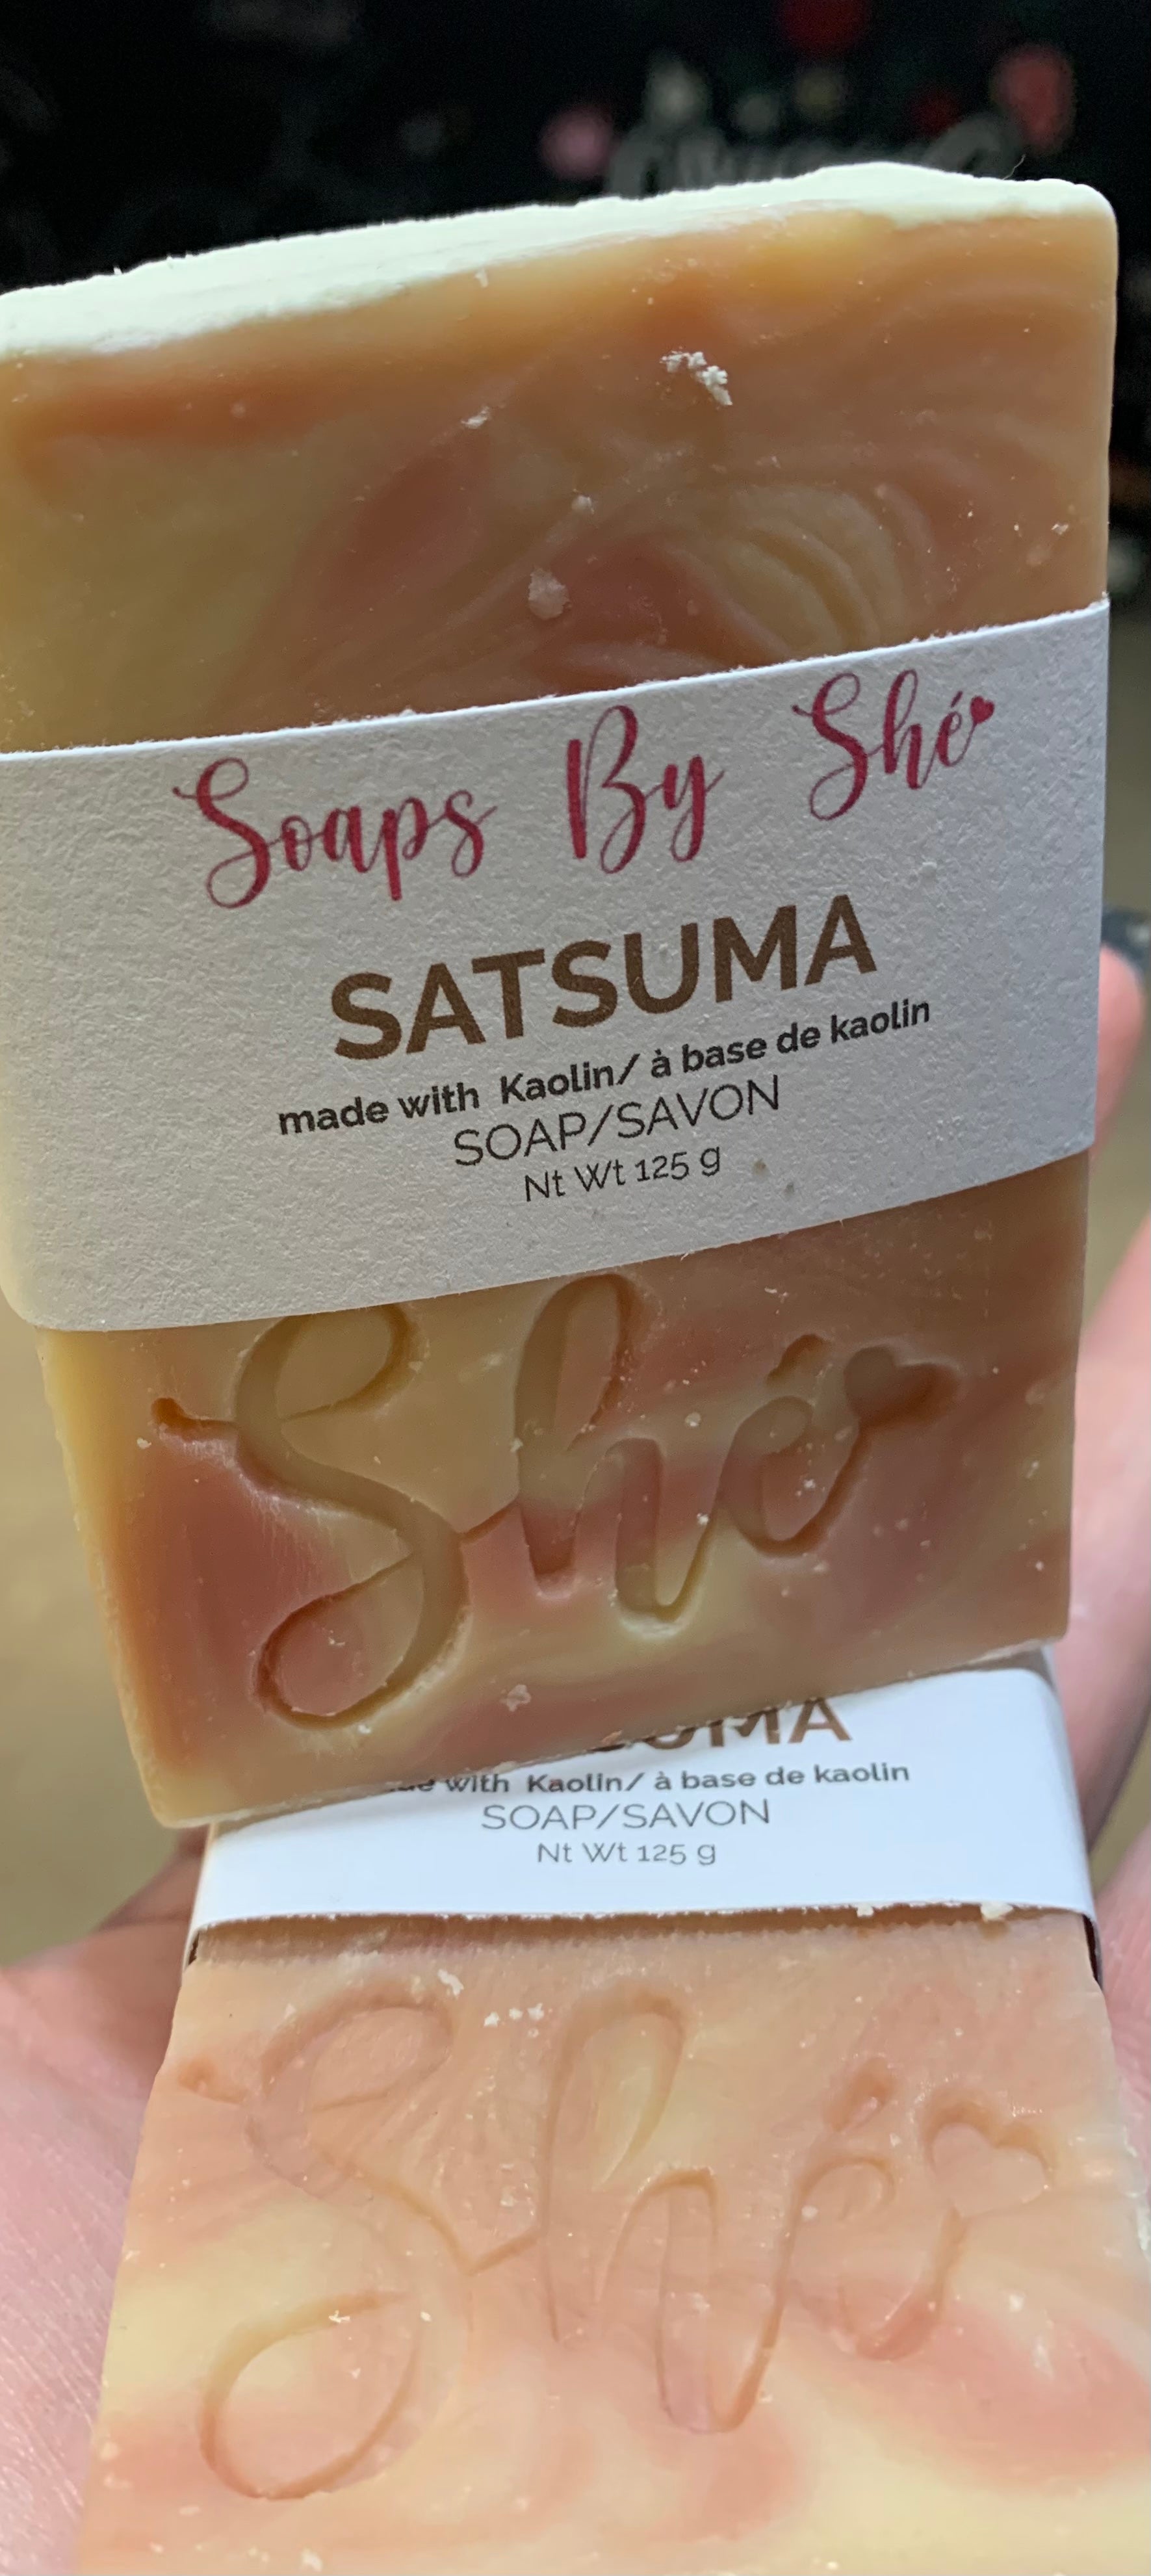 Soaps By Shé
SATSUMA
made with Kaolin/ à base de kaolin
SOAP/SAVON
Nt Wt 125 g
Shé
with Kaolin/ à base de kaolin
SOAP/SAVON
Nt Wt 125 g
Shé